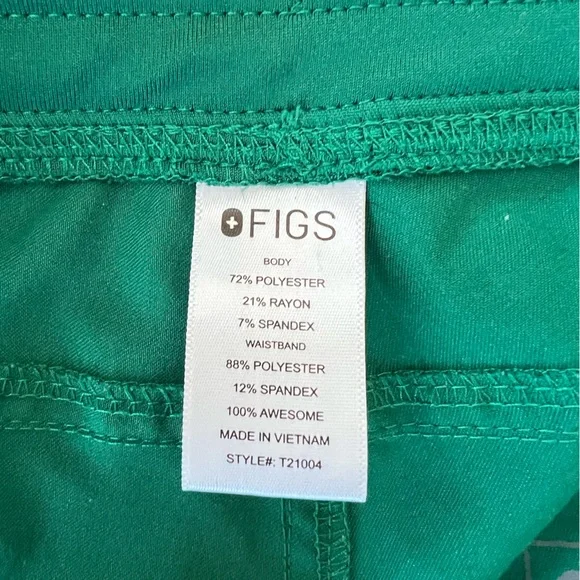 FIGS
BODY
72% POLYESTER
21% RAYON
7% SPANDEX
WAISTBAND
88% POLYESTER
12% SPANDEX
100% AWESOME
MADE IN VIETNAM
STYLE#: T21004